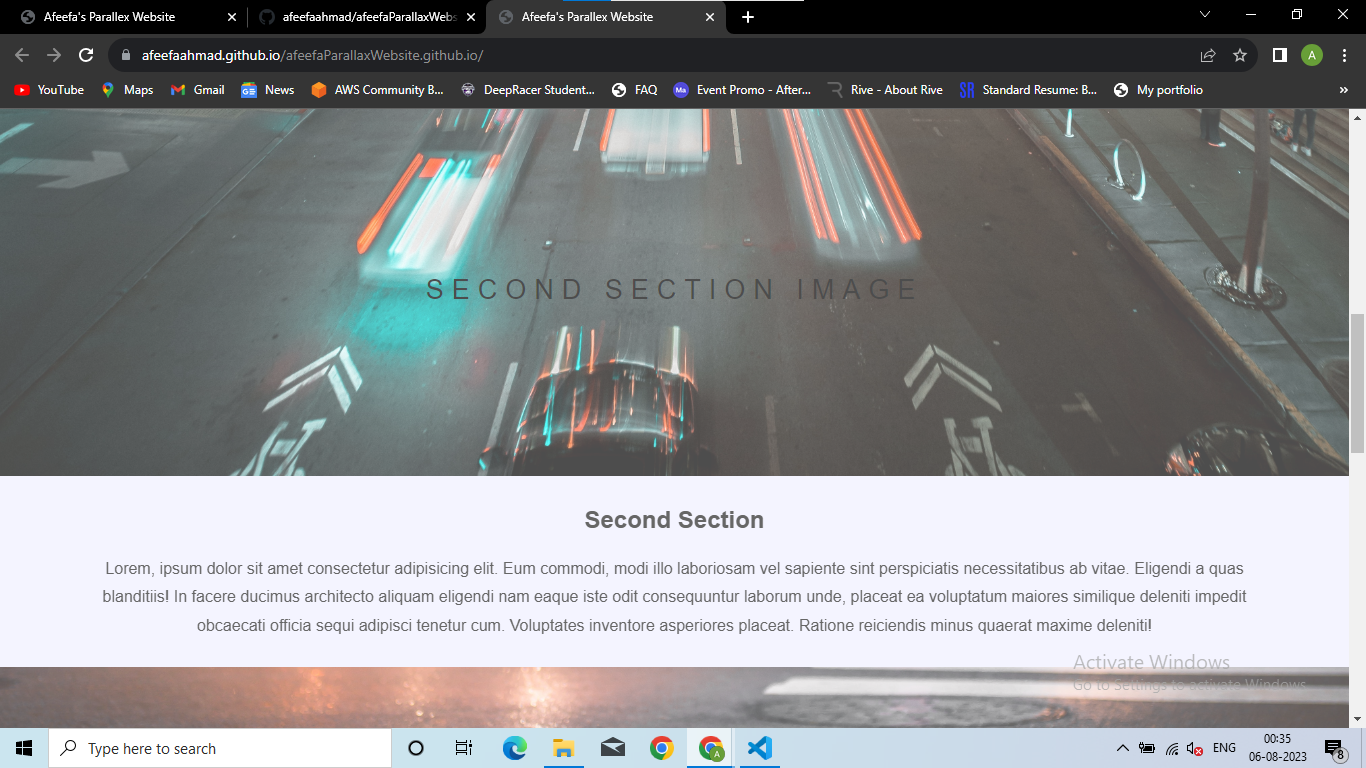 Afeefa's Parallex Website
afeefaahmad/afeefaParallaxWebs
Afeefa's Parallex Website
afeefaahmad.github.io/afeefaParallaxWebsite.github.io/
A
YouTube
Maps
Gmail
News
AWS Community B...
DeepRacer Student...
FAQ
Ma
Event Promo - After...
Rive - About Rive
SR
Standard Resume: B...
My portfolio
»
SECOND SECTION IMAGE
Second Section
Lorem, ipsum dolor sit amet consectetur adipisicing elit. Eum commodi, modi illo laboriosam vel sapiente sint perspiciatis necessitatibus ab vitae. Eligendi a quas
blanditiis! In facere ducimus architecto aliquam eligendi nam eaque iste odit consequuntur laborum unde, placeat ea voluptatum maiores similique deleniti impedit
obcaecati officia sequi adipisci tenetur cum. Voluptates inventore asperiores placeat. Ratione reiciendis minus quaerat maxime deleniti!
Activate Windows
Go to Settings to activate Windows.
Type here to search
A
ENG
00:35
06-08-2023
8